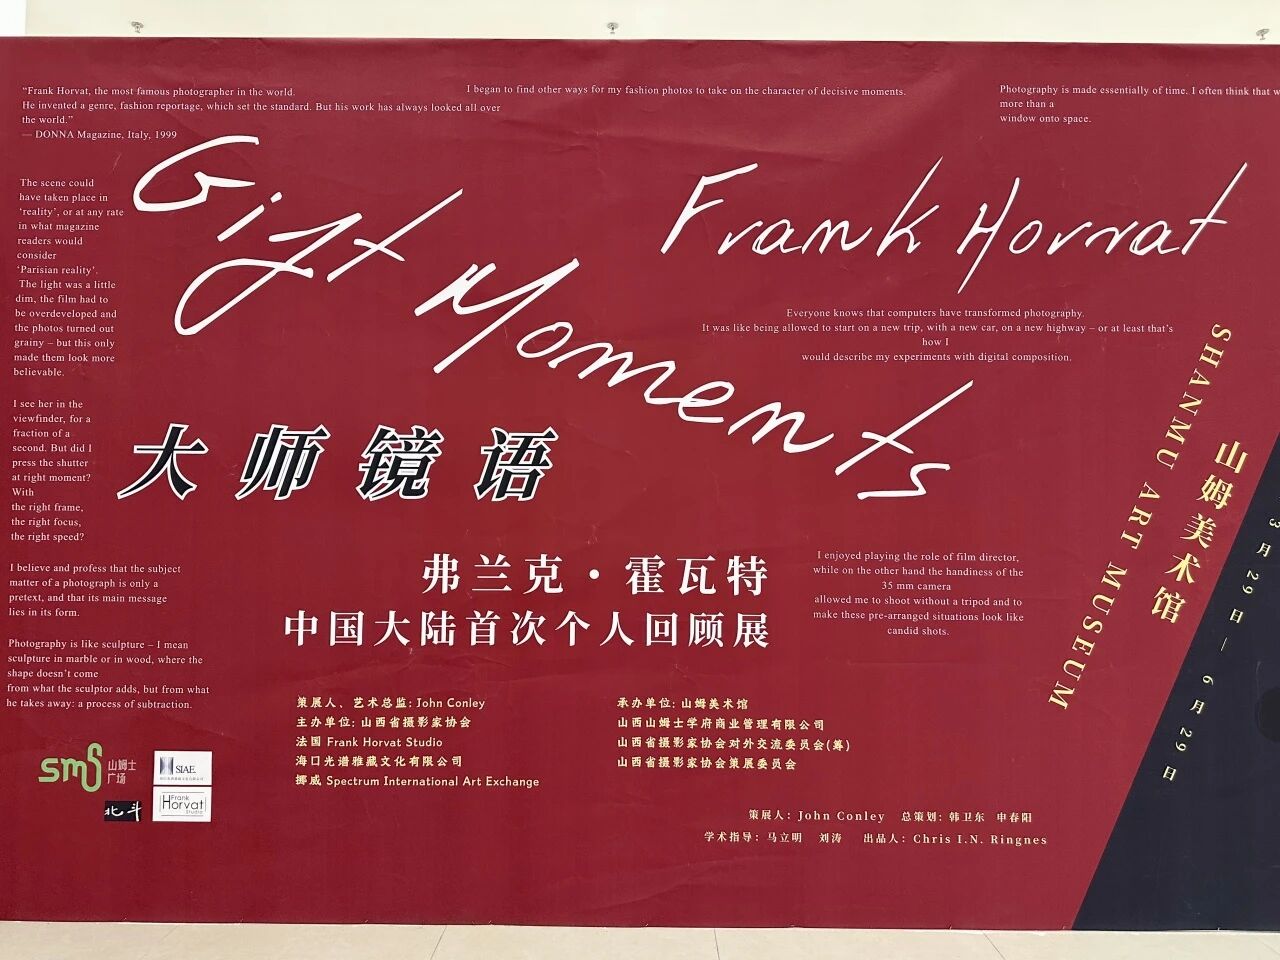 “Frank Horvat, the most famous photographer in the world.
He invented a genre, fashion reportage, which set the standard. But his work has always looked all over
the world.”
— DONNA Magazine, Italy, 1999
I began to find other ways for my fashion photos to take on the character of decisive moments.
Photography is made essentially of time. I often think that
more than a
window onto space.
The scene could
have taken place in
‘reality’, or at any rate
in what magazine
readers would
consider
‘Parisian reality’.
The light was a little
dim, the film had to
be overdeveloped and
the photos turned out
grainy – but this only
made them look more
believable.
Gift Moments
Frank Horvat
Everyone knows that computers have transformed photography.
It was like being allowed to start on a new trip, with a new car, on a new highway – or at least that’s
how I
would describe my experiments with digital composition.
I see her in the
viewfinder, for a
fraction of a
second. But did I
press the shutter
at right moment?
With
the right frame,
the right focus,
the right speed?
大师镜语
弗兰克·霍瓦特
中国大陆首次个人回顾展
I enjoyed playing the role of film director,
while on the other hand the handiness of the
35 mm camera
allowed me to shoot without a tripod and to
make these pre-arranged situations look like
candid shots.
SHANMU ART MUSEUM
山姆美术馆
3月29日—6月29日
I believe and profess that the subject
matter of a photograph is only a
pretext, and that its main message
lies in its form.
Photography is like sculpture – I mean
sculpture in marble or in wood, where the
shape doesn’t come
from what the sculptor adds, but from what
he takes away: a process of subtraction.
策展人、艺术总监: John Conley
主办单位: 山西省摄影家协会
法国 Frank Horvat Studio
海口光谱雅藏文化有限公司
挪威 Spectrum International Art Exchange
承办单位: 山姆美术馆
山西山姆士学府商业管理有限公司
山西省摄影家协会对外交流委员会(筹)
山西省摄影家协会策展委员会
策展人: John Conley 总策划: 韩卫东 申春阳
学术指导: 马立明 刘涛 出品人: Chris I.N. Ringnes
sms 山姆士
广场
SIAE.
北斗
Frank
Horvat
studio